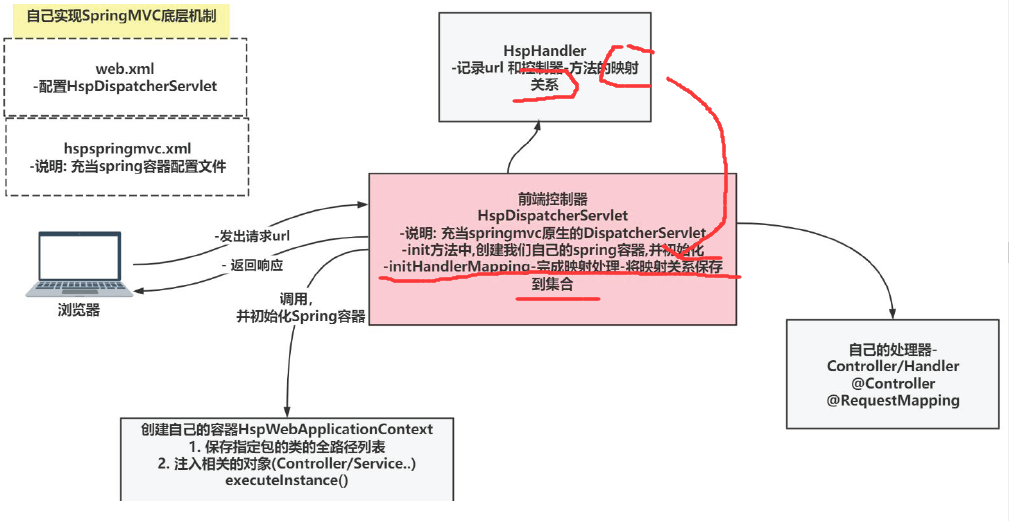 自己实现SpringMVC底层机制
web.xml
-配置HspDispatcherServlet
hspspringmvc.xml
-说明: 充当spring容器配置文件
HspHandler
-记录url 和控制器-方法的映射
关系
前端控制器
HspDispatcherServlet
-说明: 充当springmvc原生的DispatcherServlet
-init方法中,创建我们自己的spring容器,并初始化
-initHandlerMapping-完成映射处理-将映射关系保存
到集合
-发出请求url
- 返回响应
浏览器
调用，
并初始化Spring容器
自己的处理器-
Controller/Handler
@Controller
@RequestMapping
创建自己的容器HspWebApplicationContext
1. 保存指定包的类的全路径列表
2. 注入相关的对象(Controller/Service..)
executeInstance()